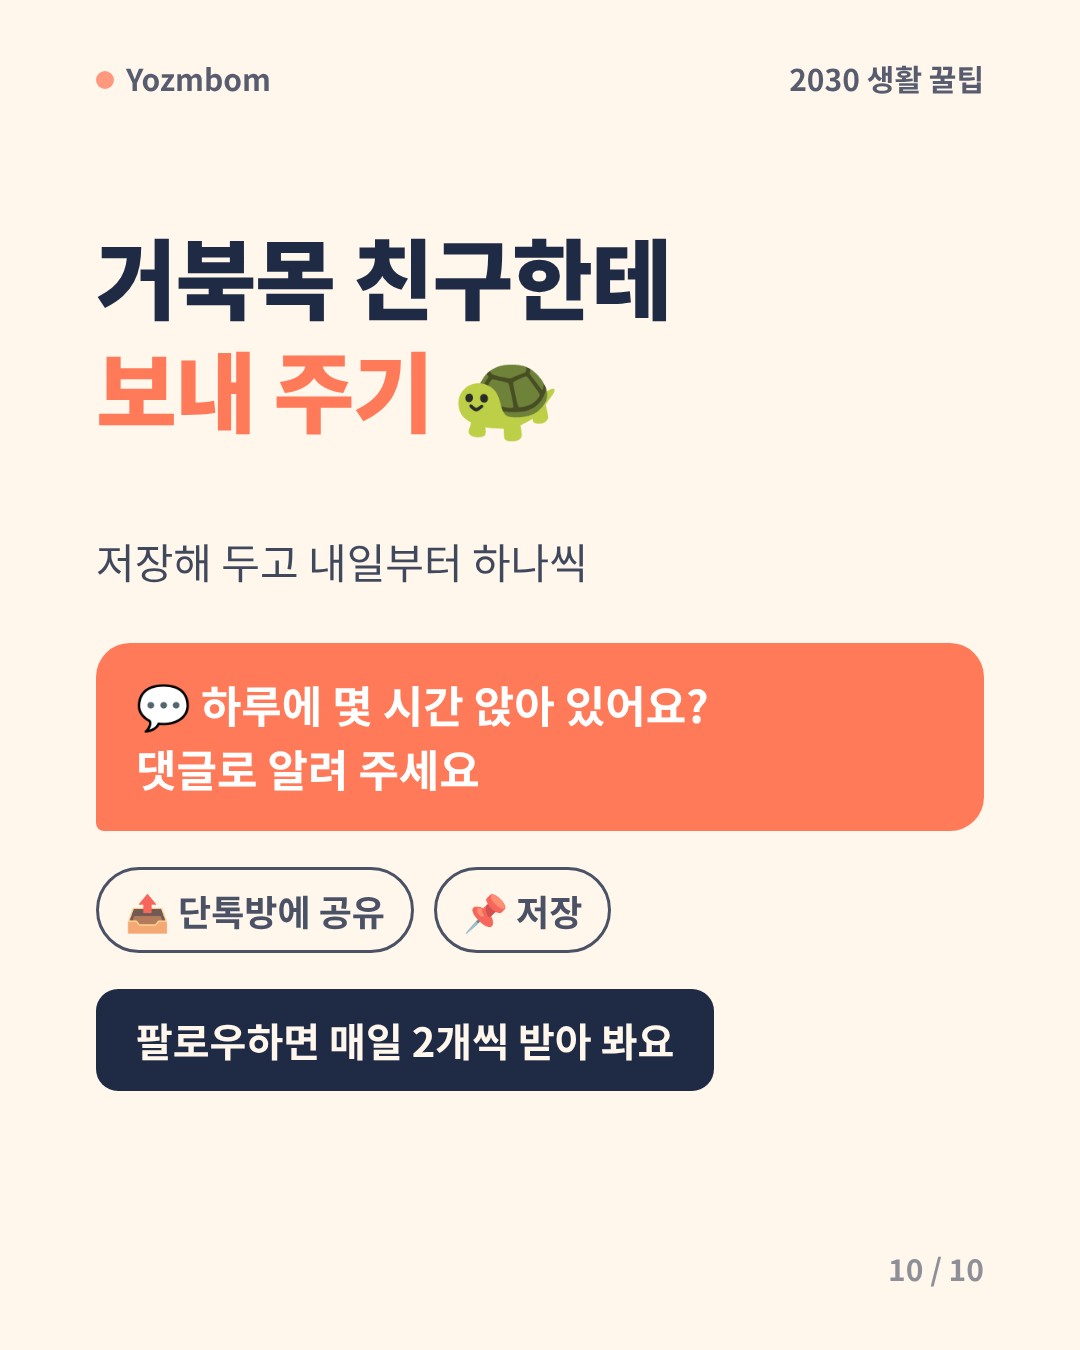 Yozmbom
2030 생활 꿀팁
거북목 친구한테
보내 주기 🐢
저장해 두고 내일부터 하나씩
💬 하루에 몇 시간 앉아 있어요?
댓글로 알려 주세요
📤 단톡방에 공유
📌 저장
팔로우하면 매일 2개씩 받아 봐요
10 / 10